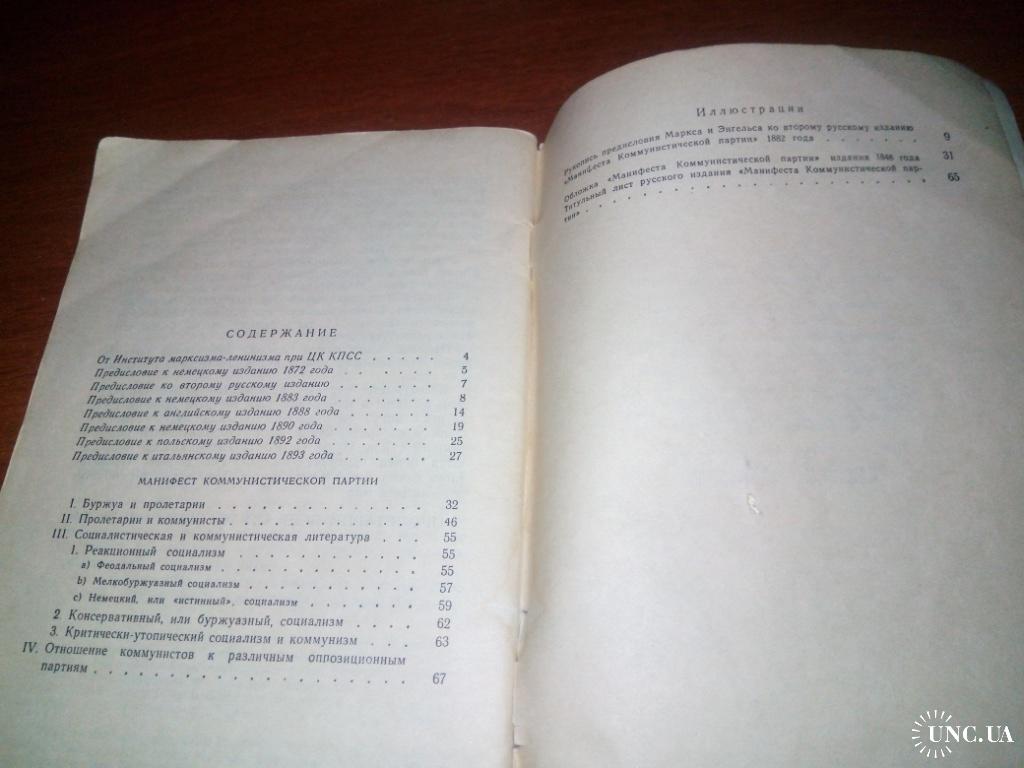 СОДЕРЖАНИЕ
От Института марксизма-ленинизма при ЦК КПСС . . . . . 4
Предисловие к немецкому изданию 1872 года . . . . . . 5
Предисловие ко второму русскому изданию . . . . . . 7
Предисловие к немецкому изданию 1883 года . . . . . . 8
Предисловие к английскому изданию 1888 года . . . . . . 14
Предисловие к немецкому изданию 1890 года . . . . . . 19
Предисловие к польскому изданию 1892 года . . . . . . 25
Предисловие к итальянскому изданию 1893 года . . . . . . 27
МАНИФЕСТ КОММУНИСТИЧЕСКОЙ ПАРТИИ
I. Буржуа и пролетарии . . . . . . . . . . . . . 32
II. Пролетарии и коммунисты . . . . . . . . . . . . 46
III. Социалистическая и коммунистическая литература . . . 55
1. Реакционный социализм . . . . . . . . . . . 55
a) Феодальный социализм . . . . . . . . . . . 55
b) Мелкобуржуазный социализм . . . . . . . . . . 57
c) Немецкий, или «истинный», социализм . . . . . . . 59
2 Консервативный, или буржуазный, социализм . . . . 62
3. Критически-утопический социализм и коммунизм . . . 63
IV. Отношение коммунистов к различным оппозиционным
партиям . . . . . . . . . . . . . . . . . . 67
Иллюстрации
Рукопись предисловия Маркса и Энгельса ко второму русскому изданию
«Манифеста Коммунистической партии» 1882 года . . . . . . . 9
Обложка «Манифеста Коммунистической партии» издания 1848 года 31
Титульный лист русского издания «Манифеста Коммунистической пар-
тии» . . . . . . . . . . . . . . . . . . . . 65
UNC.UA